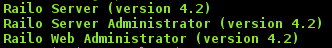 Railo Server (version 4.2)
Railo Server Administrator (version 4.2)
Railo Web Administrator (version 4.2)